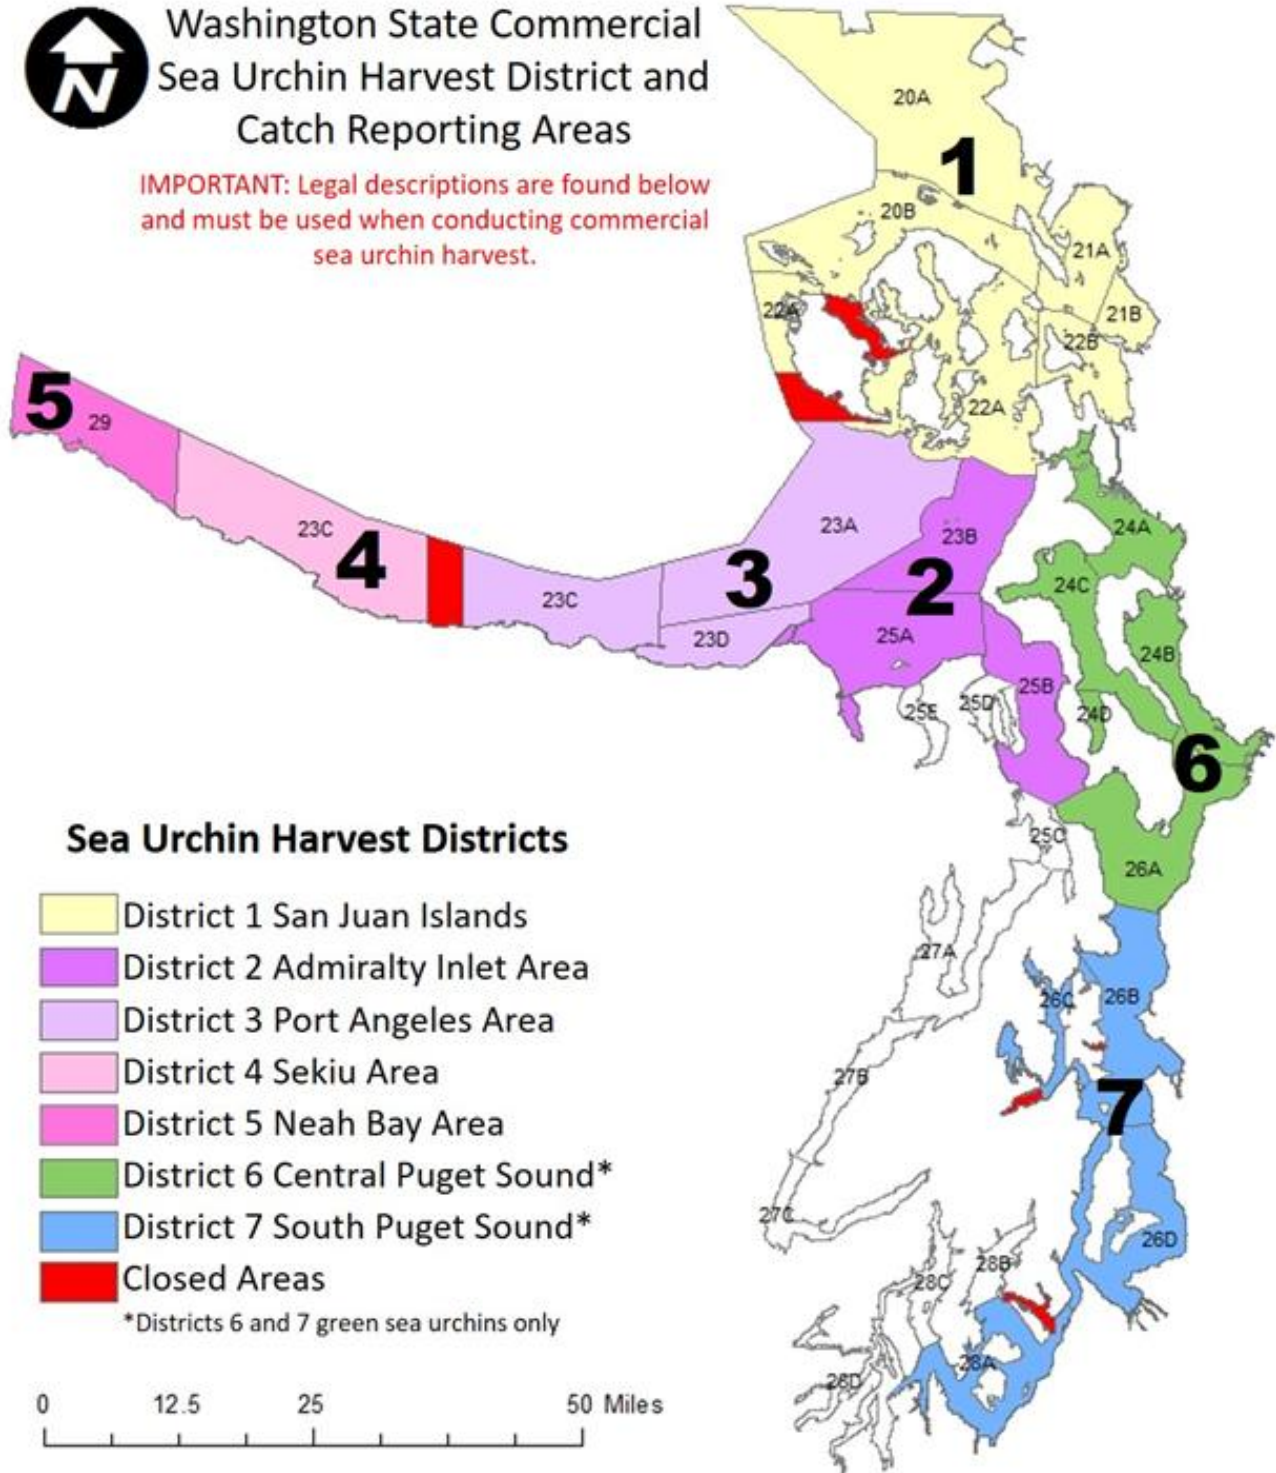 N
Washington State Commercial
Sea Urchin Harvest District and
Catch Reporting Areas
IMPORTANT: Legal descriptions are found below
and must be used when conducting commercial
sea urchin harvest.
20A
1
20B
21A
22A
21B
22B
22A
5
29
23C
4
23A
23B
24A
3
2
24C
23C
23D
25A
24B
25B
25E
25D
24D
6
25C
26A
27A
26C
26B
27B
7
27C
26D
28B
28C
28A
28D
Sea Urchin Harvest Districts
District 1 San Juan Islands
District 2 Admiralty Inlet Area
District 3 Port Angeles Area
District 4 Sekiu Area
District 5 Neah Bay Area
District 6 Central Puget Sound*
District 7 South Puget Sound*
Closed Areas
*Districts 6 and 7 green sea urchins only
0 12.5 25 50 Miles